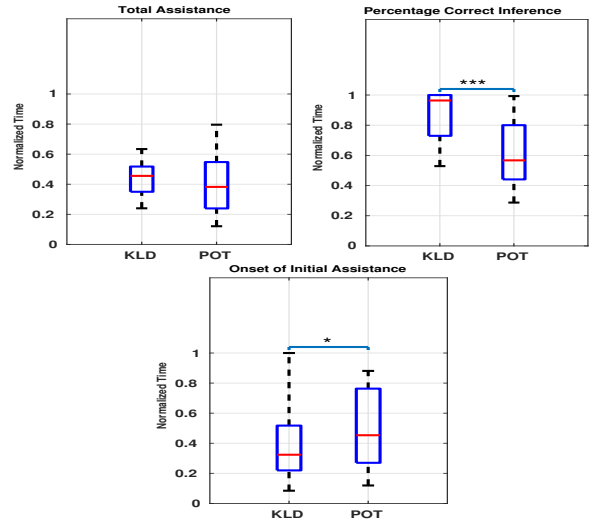 Total Assistance
Normalized Time
1
0.8
0.6
0.4
0.2
0
KLD POT
Percentage Correct Inference
Normalized Time
***
1
0.8
0.6
0.4
0.2
0
KLD POT
Onset of Initial Assistance
Normalized Time
*
1
0.8
0.6
0.4
0.2
0
KLD POT